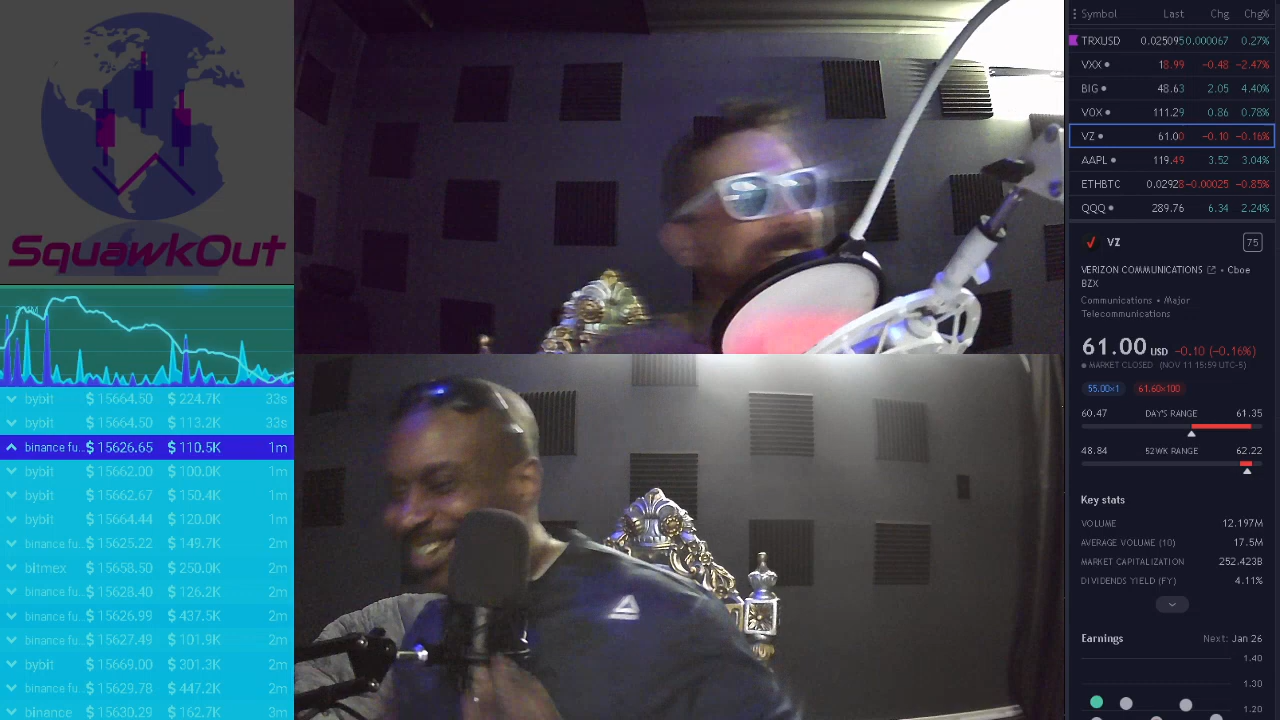 SquawkOut
bybit $ 15664.50 $ 224.7K 33s
bybit $ 15664.50 $ 113.2K 33s
binance fu... $ 15626.65 $ 110.5K 1m
bybit $ 15662.00 $ 100.0K 1m
bybit $ 15662.67 $ 150.4K 1m
bybit $ 15664.44 $ 120.0K 1m
binance fu... $ 15625.22 $ 149.7K 2m
bitmex $ 15658.50 $ 250.0K 2m
binance fu... $ 15628.40 $ 126.2K 2m
binance fu... $ 15626.99 $ 437.5K 2m
binance fu... $ 15627.49 $ 101.9K 2m
bybit $ 15669.00 $ 301.3K 2m
binance fu... $ 15629.78 $ 447.2K 2m
binance $ 15630.29 $ 162.7K 3m
Symbol Last Chg Chg%
TRXUSD 0.025095 0.000067 0.27%
VXX 18.99 −0.48 −2.47%
BIG 48.63 2.05 4.40%
VOX 111.29 0.86 0.78%
VZ 61.00 −0.10 −0.16%
AAPL 119.49 3.52 3.04%
ETHBTC 0.02928 −0.00025 −0.85%
QQQ 289.76 6.34 2.24%
VZ 75
VERIZON COMMUNICATIONS • Cboe
BZX
Communications • Major
Telecommunications
61.00 USD −0.10 (−0.16%)
MARKET CLOSED (NOV 11 15:59 UTC-5)
55.00×1 61.60×100
60.47 DAYS RANGE 61.35
48.84 52WK RANGE 62.22
Key stats
VOLUME 12.197M
AVERAGE VOLUME (10) 17.5M
MARKET CAPITALIZATION 252.423B
DIVIDENDS YIELD (FY) 4.11%
Earnings Next: Jan 26
1.40
1.30
1.20